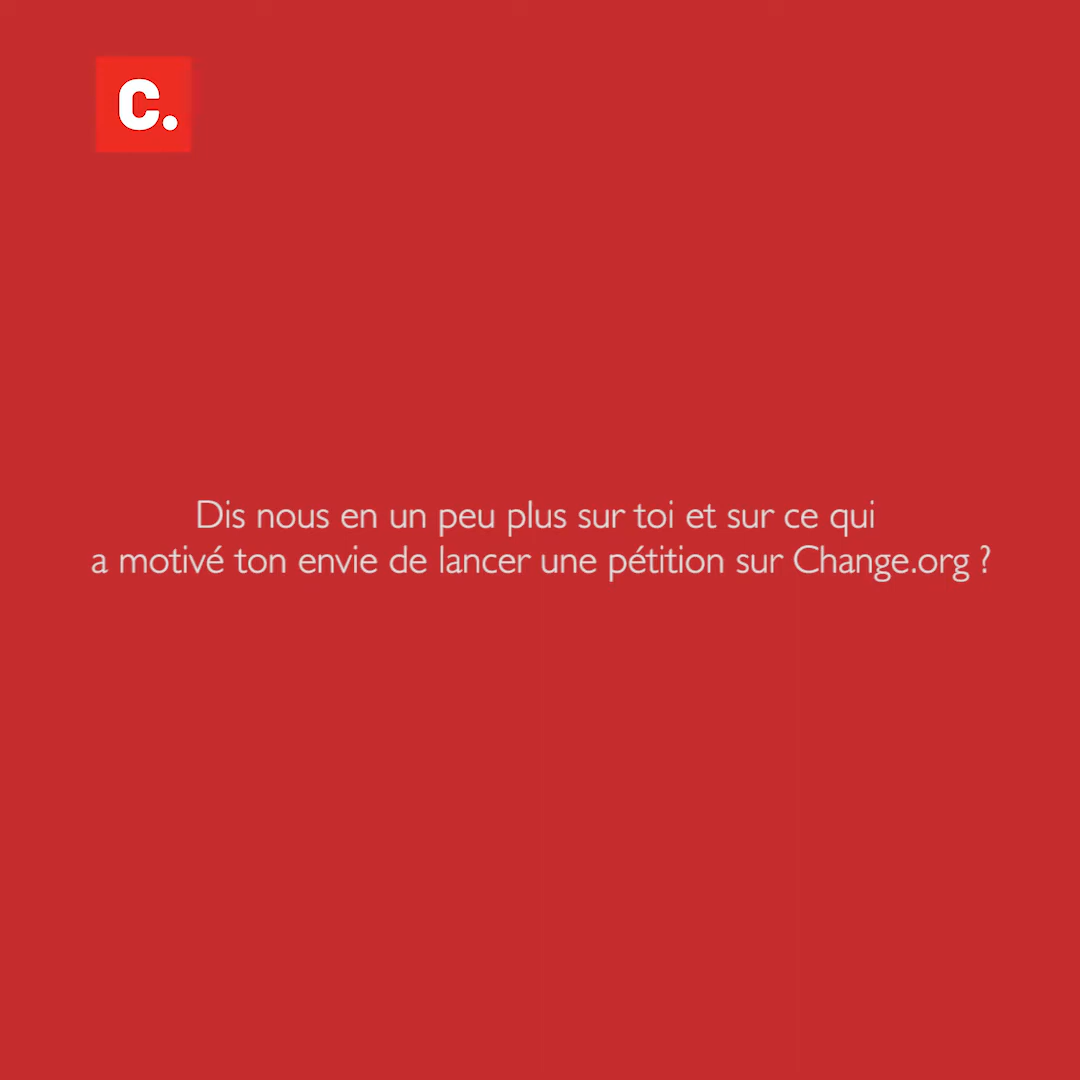 C.
Dis nous en un peu plus sur toi et sur ce qui
a motivé ton envie de lancer une pétition sur Change.org ?